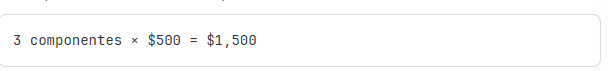 3 componentes × $500 = $1,500